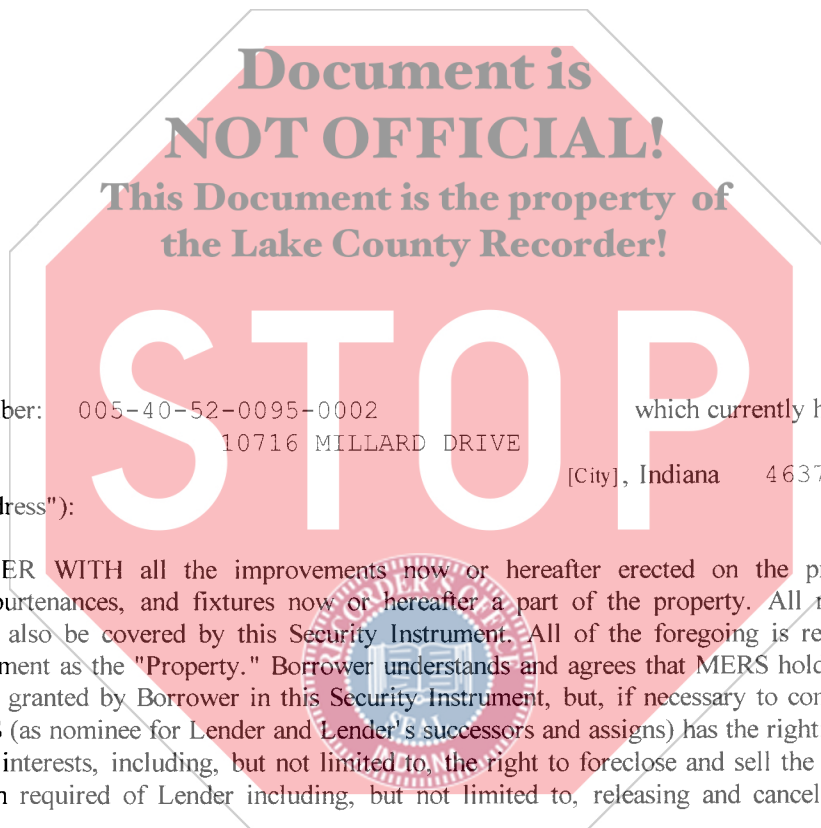 Document is
NOT OFFICIAL!
This Document is the property of
the Lake County Recorder!
STOP
ber: 005-40-52-0095-0002 which currently h
10716 MILLARD DRIVE
[City], Indiana 4637
dress"):
ER WITH all the improvements now or hereafter erected on the p
ourtenances, and fixtures now or hereafter a part of the property. All
also be covered by this Security Instrument. All of the foregoing is re
ment as the "Property." Borrower understands and agrees that MERS hold
granted by Borrower in this Security Instrument, but, if necessary to con
(as nominee for Lender and Lender's successors and assigns) has the right
interests, including, but not limited to, the right to foreclose and sell the
required of Lender including, but not limited to, releasing and cancel
RECORDER'S OFFICE
SEAL